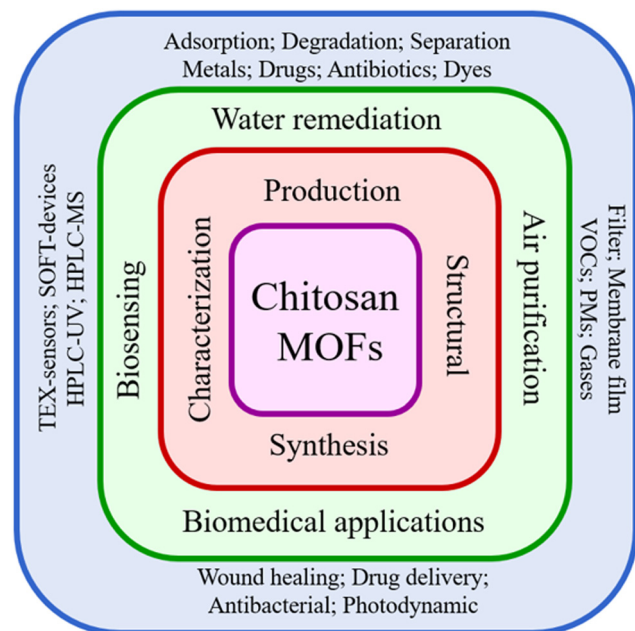 Adsorption; Degradation; Separation
Metals; Drugs; Antibiotics; Dyes
Water remediation
Production
TEX-sensors; SOFT-devices
HPLC-UV; HPLC-MS
Biosensing
Characterization
Chitosan
MOFs
Structural
Air purification
Filter; Membrane film
VOCs; PMs; Gases
Synthesis
Biomedical applications
Wound healing; Drug delivery;
Antibacterial; Photodynamic